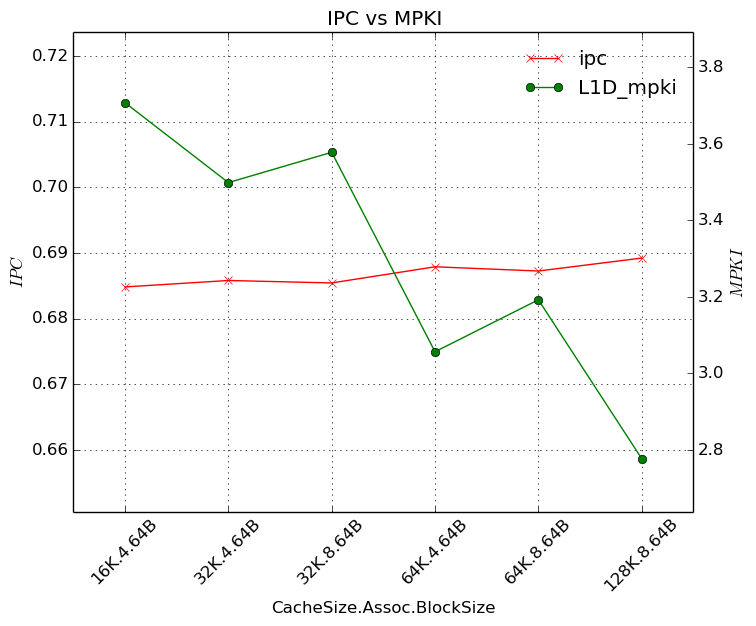 IPC vs MPKI
ipc
L1D_mpki
0.72
0.71
0.70
0.69
0.68
0.67
0.66
IPC
3.8
3.6
3.4
3.2
3.0
2.8
MPKI
16K.4.64B
32K.4.64B
32K.8.64B
64K.4.64B
64K.8.64B
128K.8.64B
CacheSize.Assoc.BlockSize